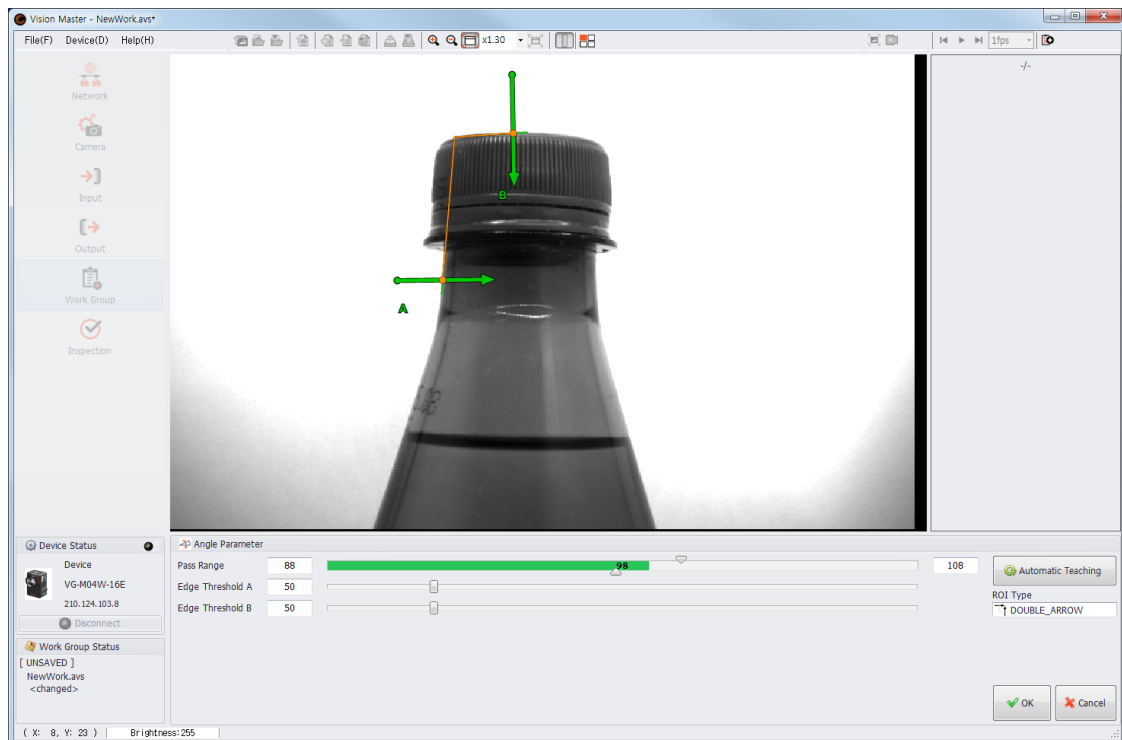 Vision Master - NewWork.avs*
File(F) Device(D) Help(H)
x1.30
1fps
Network
Camera
Input
Output
Work Group
Inspection
B
A
-/-
Device Status
Device
VG-M04W-16E
210.124.103.8
Disconnect
Work Group Status
[ UNSAVED ]
NewWork.avs
<changed>
Angle Parameter
Pass Range 88 98 108
Edge Threshold A 50
Edge Threshold B 50
Automatic Teaching
ROI Type
DOUBLE_ARROW
OK Cancel
( X: 8, Y: 23 ) Brightness:255